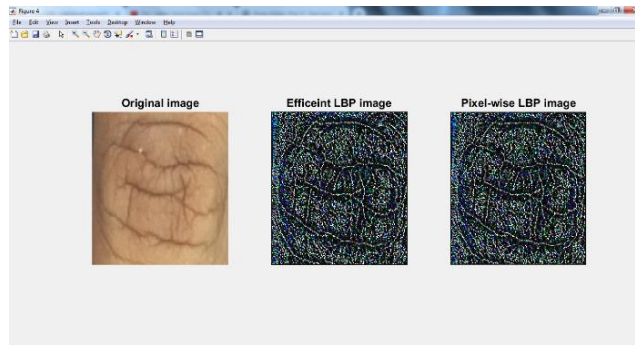 Figure 4
File Edit View Insert Tools Desktop Window Help
Original image
Efficeint LBP image
Pixel-wise LBP image